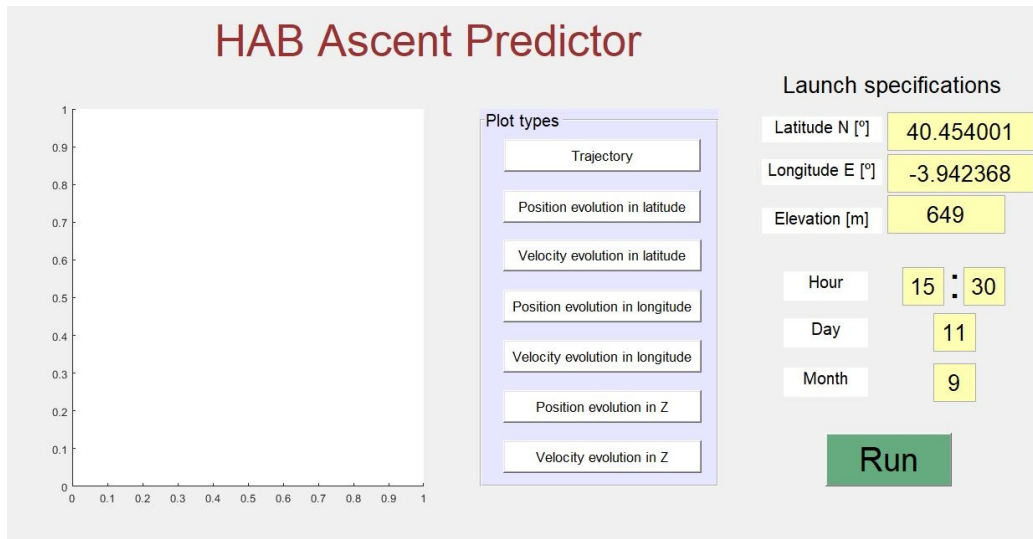 HAB Ascent Predictor
1
0.9
0.8
0.7
0.6
0.5
0.4
0.3
0.2
0.1
0
0 0.1 0.2 0.3 0.4 0.5 0.6 0.7 0.8 0.9 1
Plot types
Trajectory
Position evolution in latitude
Velocity evolution in latitude
Position evolution in longitude
Velocity evolution in longitude
Position evolution in Z
Velocity evolution in Z
Launch specifications
Latitude N [º] 40.454001
Longitude E [º] -3.942368
Elevation [m] 649
Hour 15 : 30
Day 11
Month 9
Run